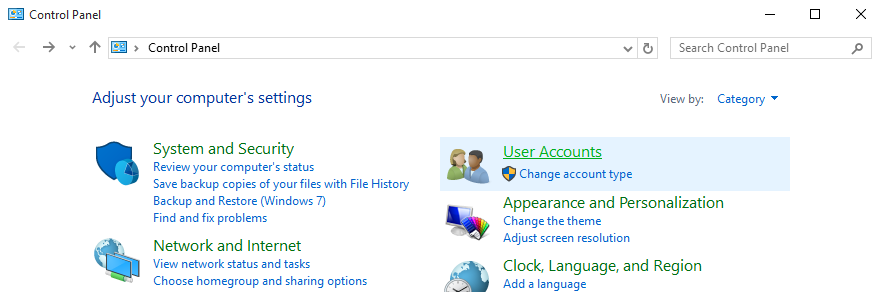 Control Panel
Control Panel
Search Control Panel
Adjust your computer's settings
View by: Category
System and Security
Review your computer's status
Save backup copies of your files with File History
Backup and Restore (Windows 7)
Find and fix problems
Network and Internet
View network status and tasks
Choose homegroup and sharing options
User Accounts
Change account type
Appearance and Personalization
Change the theme
Adjust screen resolution
Clock, Language, and Region
Add a language